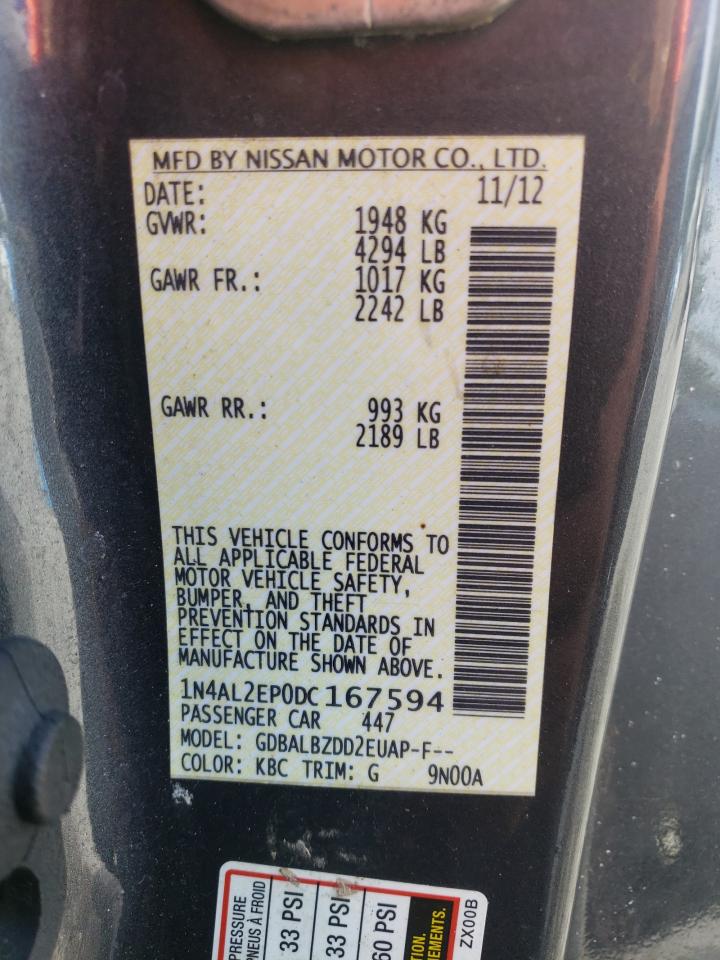 MFD BY NISSAN MOTOR CO., LTD.
DATE: 11/12
GVWR: 1948 KG
4294 LB
GAWR FR.: 1017 KG
2242 LB
GAWR RR.: 993 KG
2189 LB
THIS VEHICLE CONFORMS TO
ALL APPLICABLE FEDERAL
MOTOR VEHICLE SAFETY,
BUMPER, AND THEFT
PREVENTION STANDARDS IN
EFFECT ON THE DATE OF
MANUFACTURE SHOWN ABOVE.
1N4AL2EP0DC167594
PASSENGER CAR 447
MODEL: GDBALBZDD2EUAP-F--
COLOR: KBC TRIM: G 9N00A
PRESSURE
PNEUS À FROID
33 PSI
33 PSI
60 PSI
ZX00B